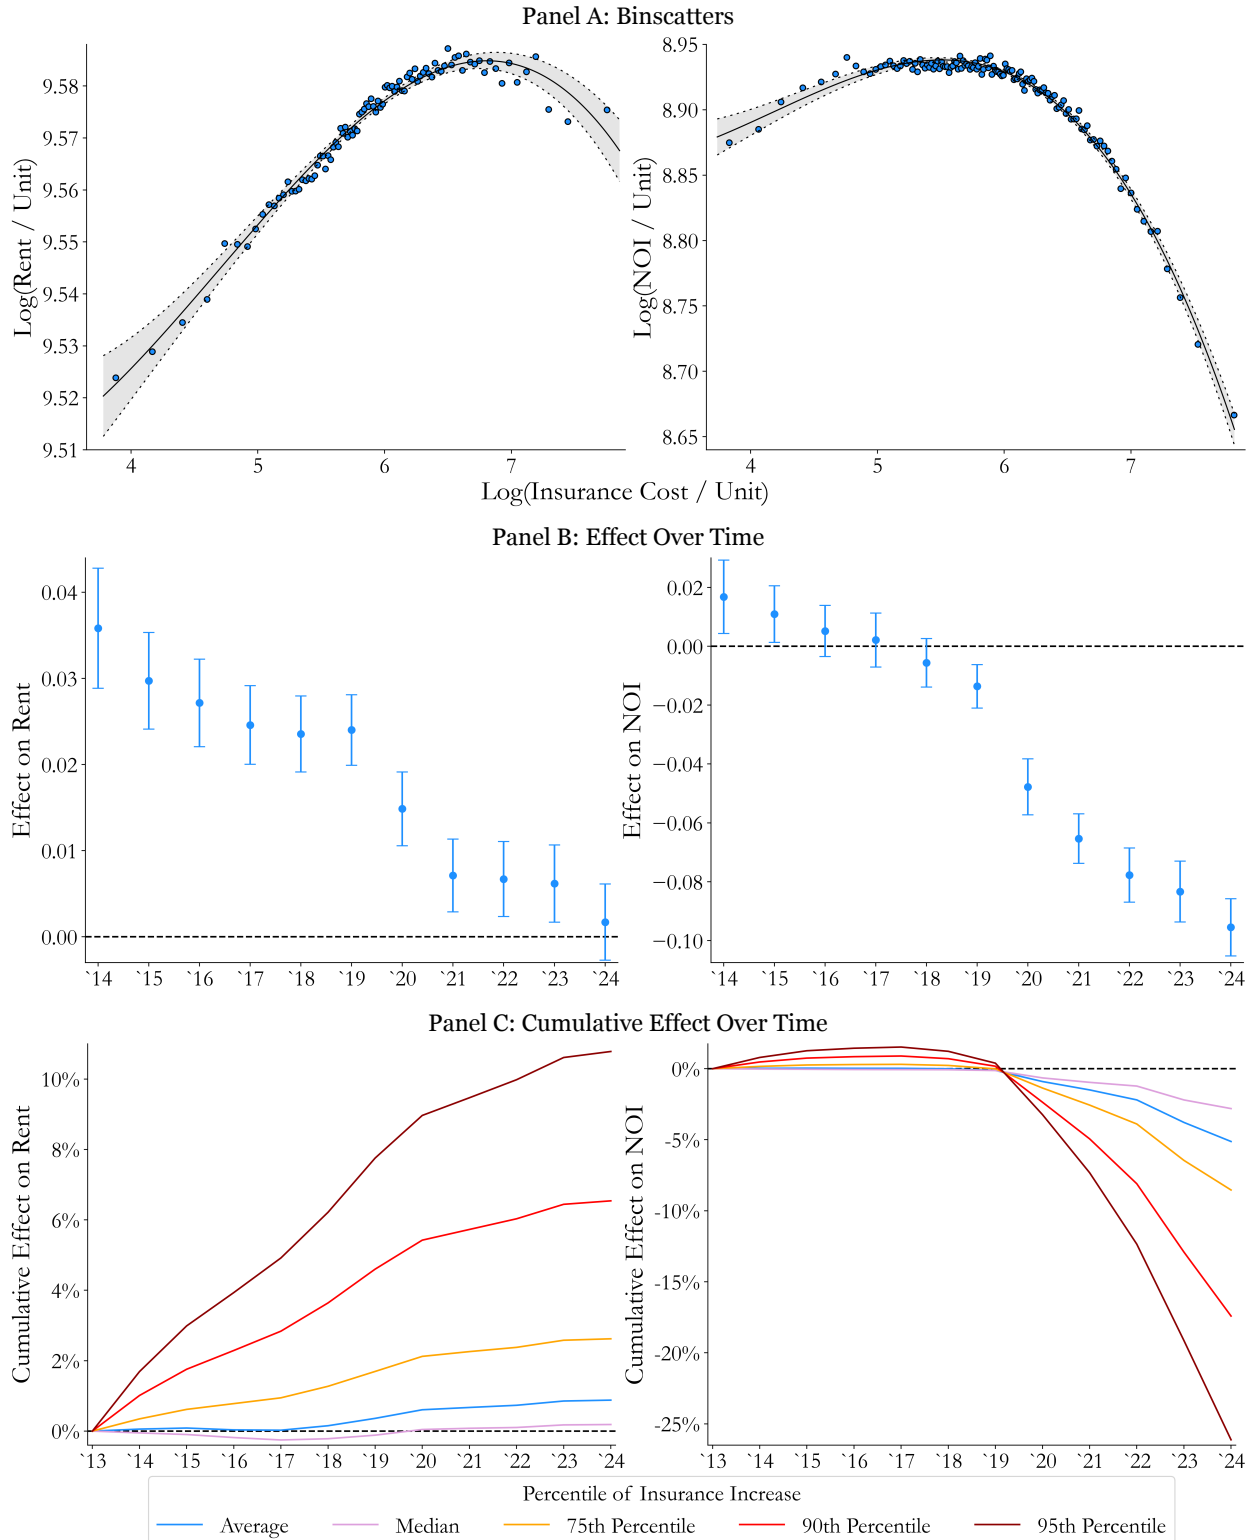 Panel A: Binscatters
Log(Rent / Unit)
9.58
9.57
9.56
9.55
9.54
9.53
9.52
9.51
4
5
6
7
Log(NOI / Unit)
8.95
8.90
8.85
8.80
8.75
8.70
8.65
4
5
6
7
Log(Insurance Cost / Unit)
Panel B: Effect Over Time
Effect on Rent
0.04
0.03
0.02
0.01
0.00
`14 `15 `16 `17 `18 `19 `20 `21 `22 `23 `24
Effect on NOI
0.02
0.00
−0.02
−0.04
−0.06
−0.08
−0.10
`14 `15 `16 `17 `18 `19 `20 `21 `22 `23 `24
Panel C: Cumulative Effect Over Time
Cumulative Effect on Rent
10%
8%
6%
4%
2%
0%
`13 `14 `15 `16 `17 `18 `19 `20 `21 `22 `23 `24
Cumulative Effect on NOI
0%
-5%
-10%
-15%
-20%
-25%
`13 `14 `15 `16 `17 `18 `19 `20 `21 `22 `23 `24
Percentile of Insurance Increase
Average Median 75th Percentile 90th Percentile 95th Percentile